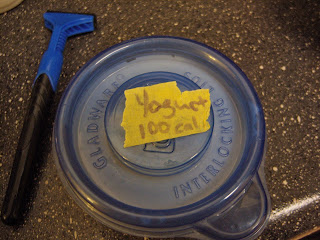 Yogurt
100 cal.
GLADWARE
INTERLOCKING